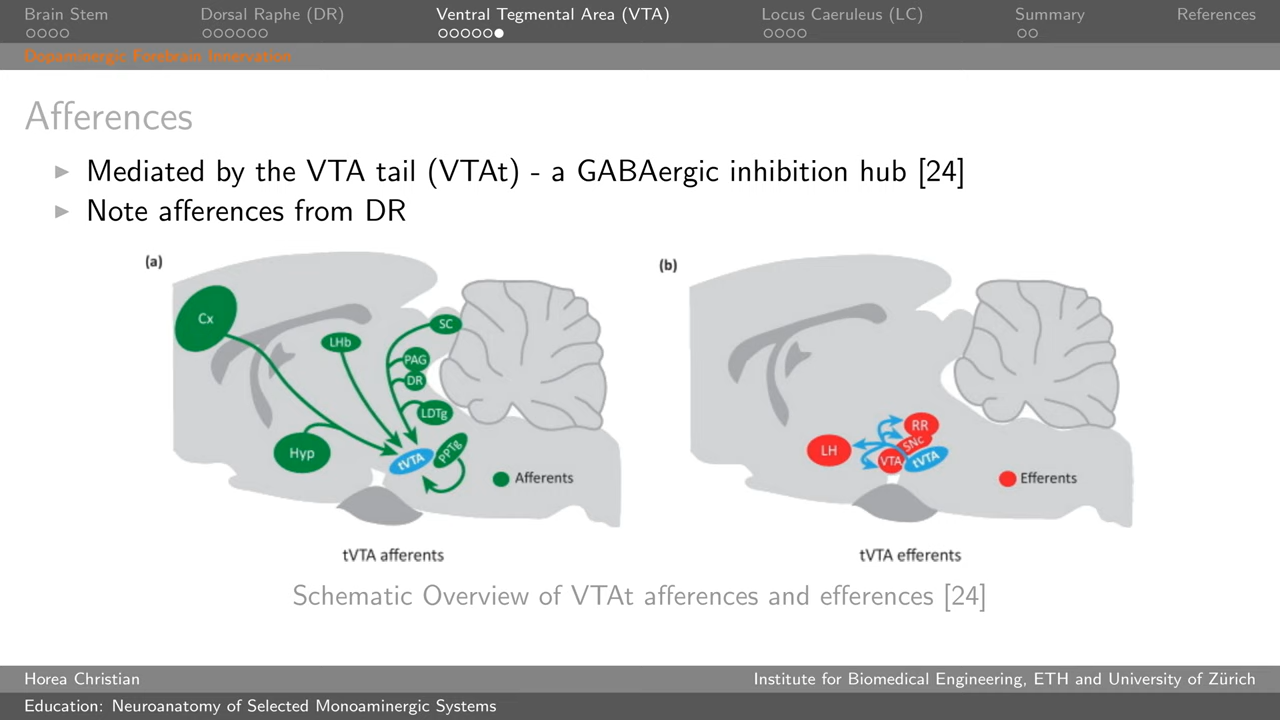 Brain Stem Dorsal Raphe (DR) Ventral Tegmental Area (VTA) Locus Caeruleus (LC) Summary References
Dopaminergic Forebrain Innervation
Afferences
Mediated by the VTA tail (VTAt) - a GABAergic inhibition hub [24]
Note afferences from DR
(a)
Cx
LHb
SC
PAG
DR
LDTg
Hyp
tVTA
PPTg
Afferents
tVTA afferents
(b)
RR
SNc
LH
VTA
tVTA
Efferents
tVTA efferents
Schematic Overview of VTAt afferences and efferences [24]
Horea Christian Institute for Biomedical Engineering, ETH and University of Zürich
Education: Neuroanatomy of Selected Monoaminergic Systems